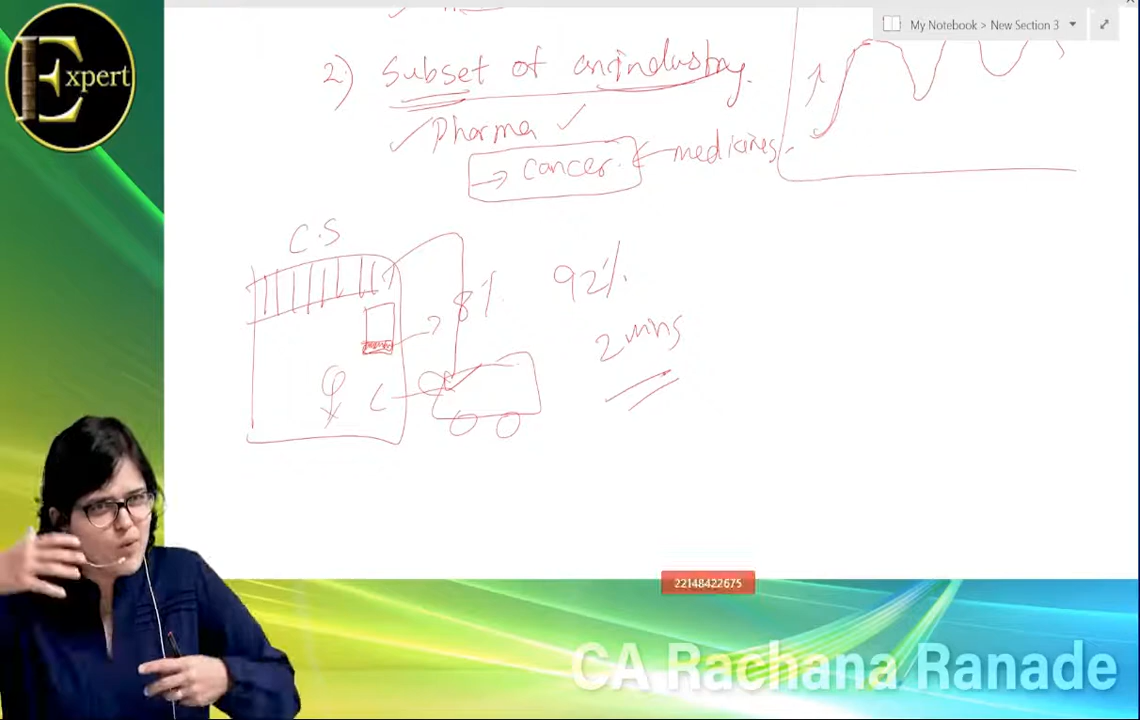 Expert
My Notebook > New Section 3
2) Subset of an industry.
Pharma
→ cancer. ← medicines
C.S
8%
92%
2 mins
22148422675
CA Rachana Ranade